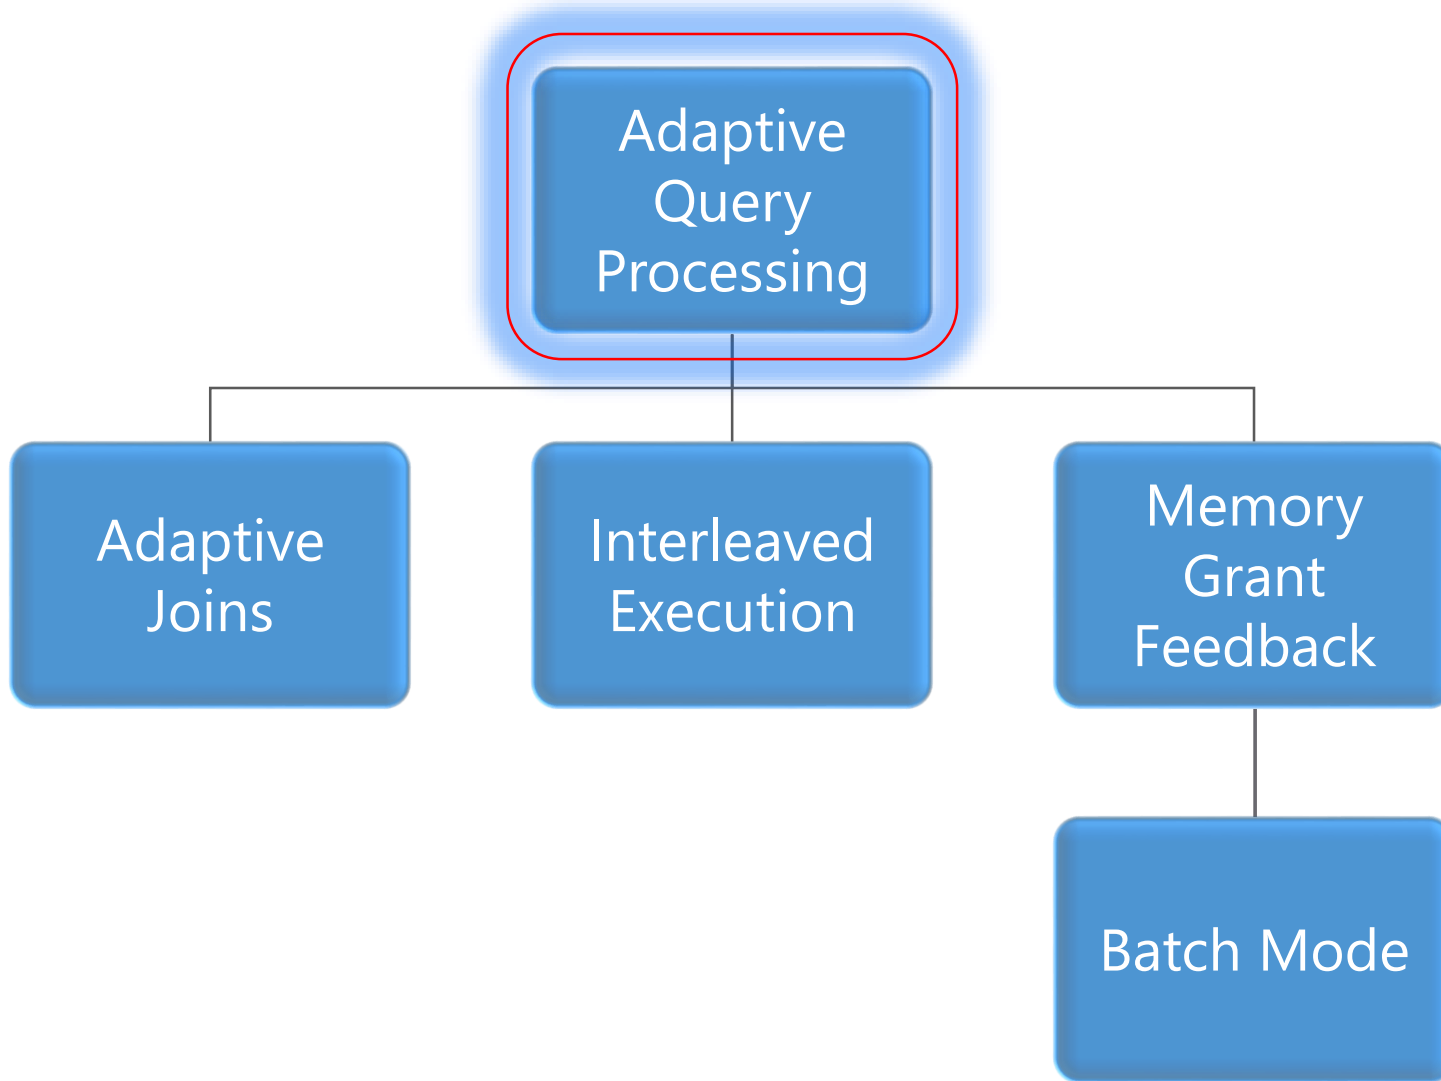 Adaptive
Query
Processing
Adaptive
Joins
Interleaved
Execution
Memory
Grant
Feedback
Batch Mode